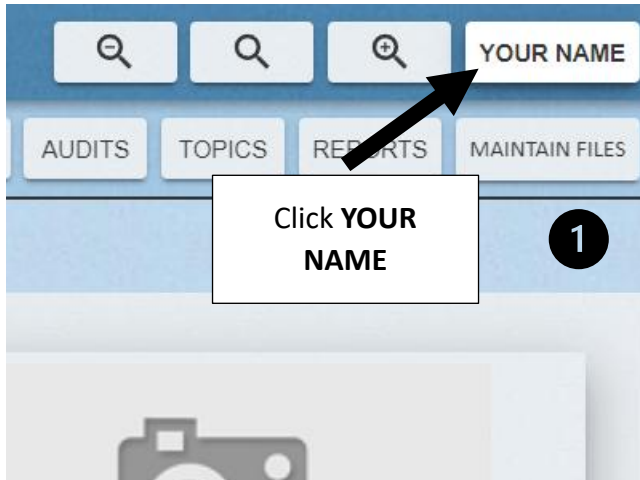 YOUR NAME
AUDITS TOPICS REPORTS MAINTAIN FILES
Click YOUR
NAME
1